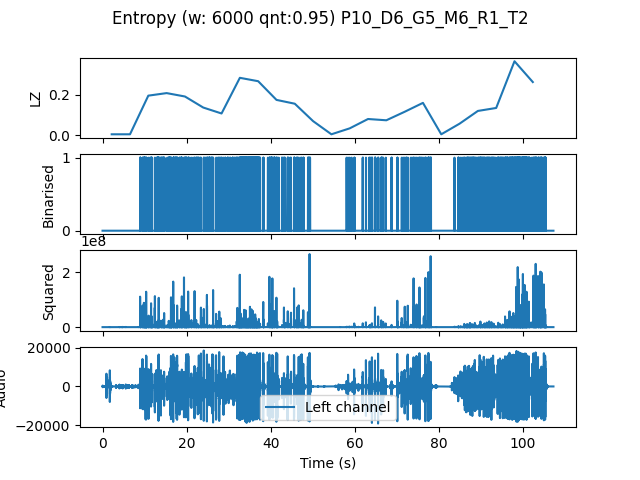 Entropy (w: 6000 qnt:0.95) P10_D6_G5_M6_R1_T2
LZ
0.2
0.0
Binarised
1
0
1e8
Squared
2
0
Audio
20000
0
−20000
Left channel
0 20 40 60 80 100
Time (s)